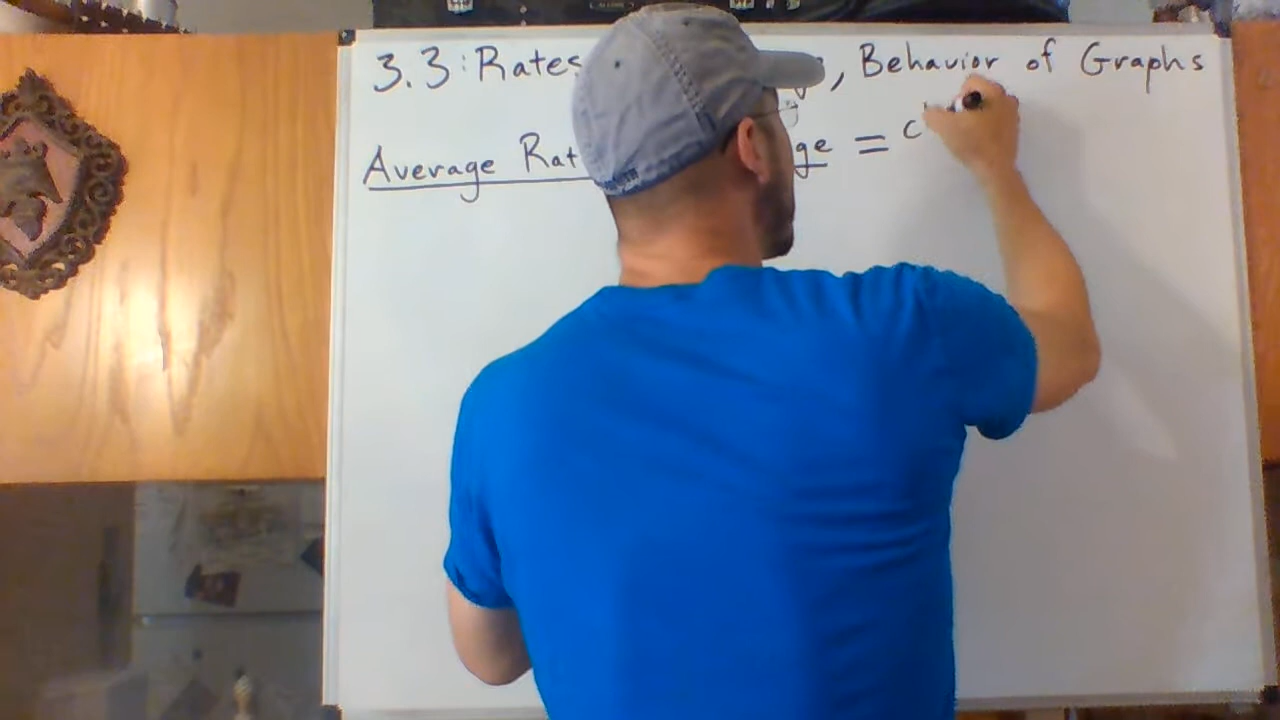 3.3: Rates , Behavior of Graphs
Average Rat ge = c